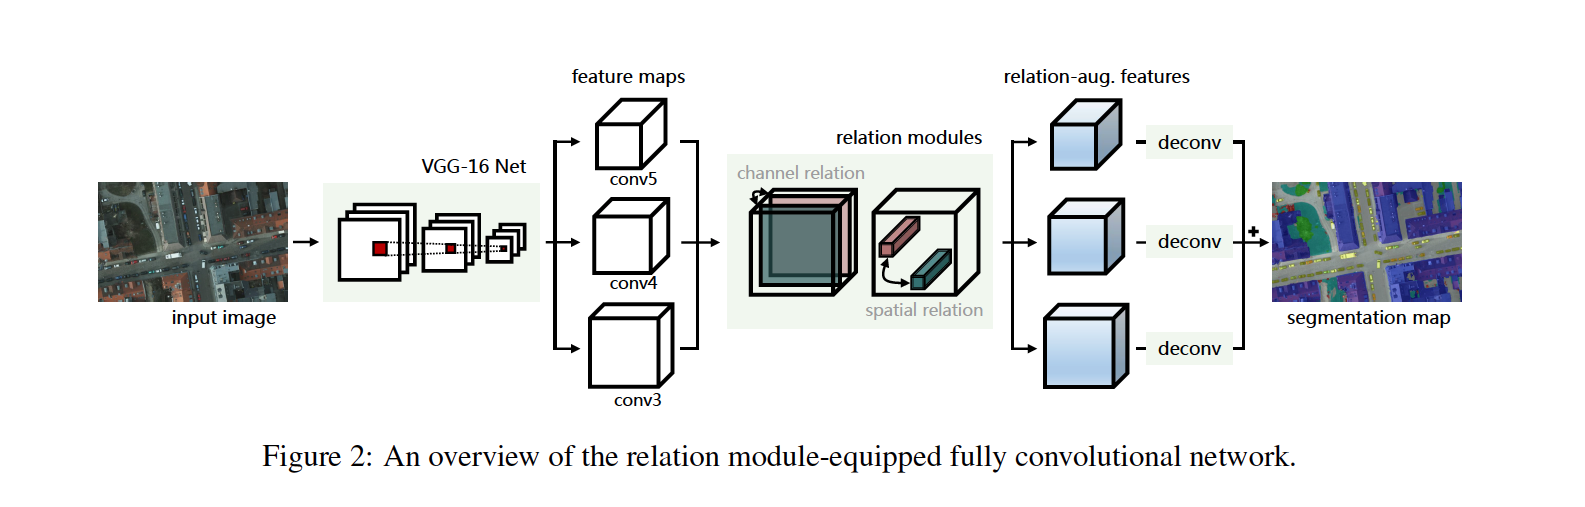 feature maps
relation-aug. features
relation modules
VGG-16 Net
conv5
channel relation
deconv
conv4
deconv
+
spatial relation
input image
segmentation map
conv3
deconv
Figure 2: An overview of the relation module-equipped fully convolutional network.